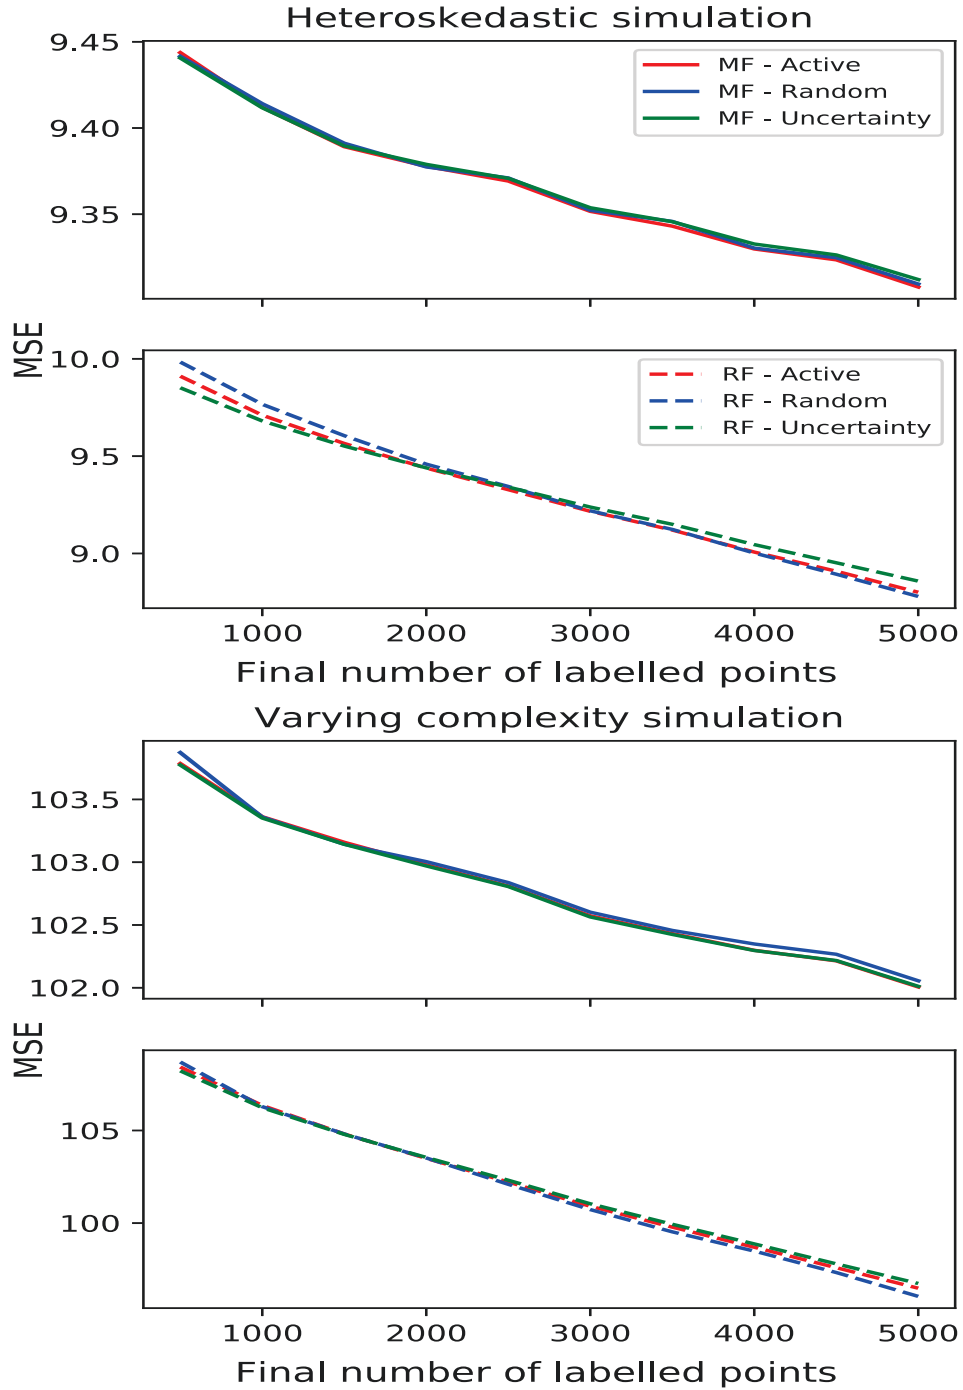 Heteroskedastic simulation
9.45
9.40
9.35
MF - Active
MF - Random
MF - Uncertainty
MSE
10.0
9.5
9.0
RF - Active
RF - Random
RF - Uncertainty
1000 2000 3000 4000 5000
Final number of labelled points
Varying complexity simulation
103.5
103.0
102.5
102.0
MSE
105
100
1000 2000 3000 4000 5000
Final number of labelled points